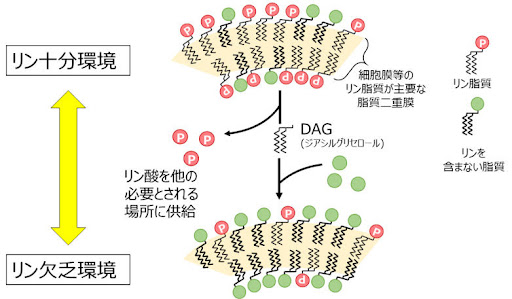 リン十分環境
P P P P P
P P P P P
細胞膜等の
リン脂質が主要な
脂質二重膜
P
リン脂質
DAG
(ジアシルグリセロール)
P
P P
リン酸を他の
必要とされる
場所に供給
リンを
含まない脂質
リン欠乏環境
P P
P